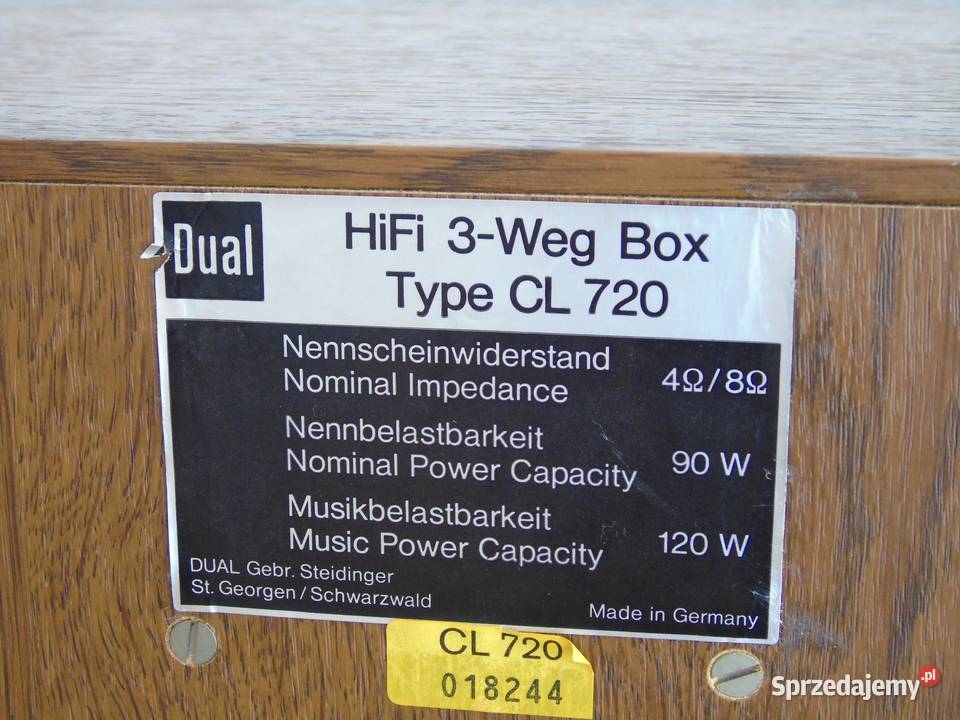 Dual
HiFi 3-Weg Box
Type CL 720
Nennscheinwiderstand
Nominal Impedance
4Ω/8Ω
Nennbelastbarkeit
Nominal Power Capacity
90 W
Musikbelastbarkeit
Music Power Capacity
120 W
DUAL Gebr. Steidinger
St. Georgen/Schwarzwald
Made in Germany
CL 720
018244
Sprzedajemy.pl